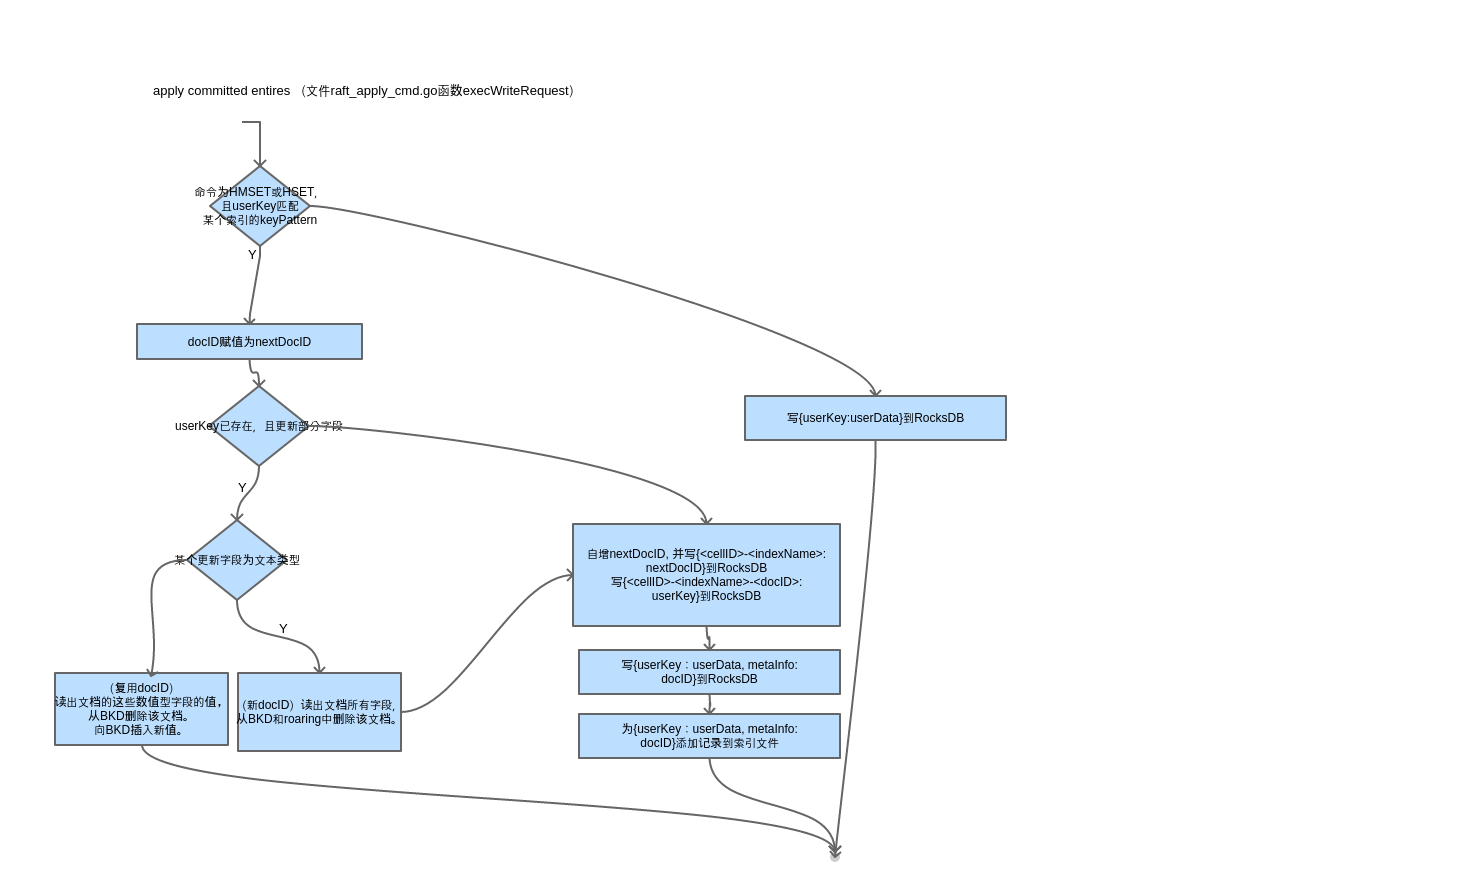 apply committed entires （文件raft_apply_cmd.go函数execWriteRequest）
命令为HMSET或HSET,
且userKey匹配
某个索引的keyPattern
Y
docID赋值为nextDocID
写{userKey:userData}到RocksDB
userKey已存在，且更新部分字段
Y
某个更新字段为文本类型
自增nextDocID, 并写{<cellID>-<indexName>:
nextDocID}到RocksDB
写{<cellID>-<indexName>-<docID>:
userKey}到RocksDB
Y
写{userKey：userData, metaInfo:
docID}到RocksDB
（复用docID）
读出文档的这些数值型字段的值，
从BKD删除该文档。
向BKD插入新值。
（新docID）读出文档所有字段,
从BKD和roaring中删除该文档。
为{userKey：userData, metaInfo:
docID}添加记录到索引文件